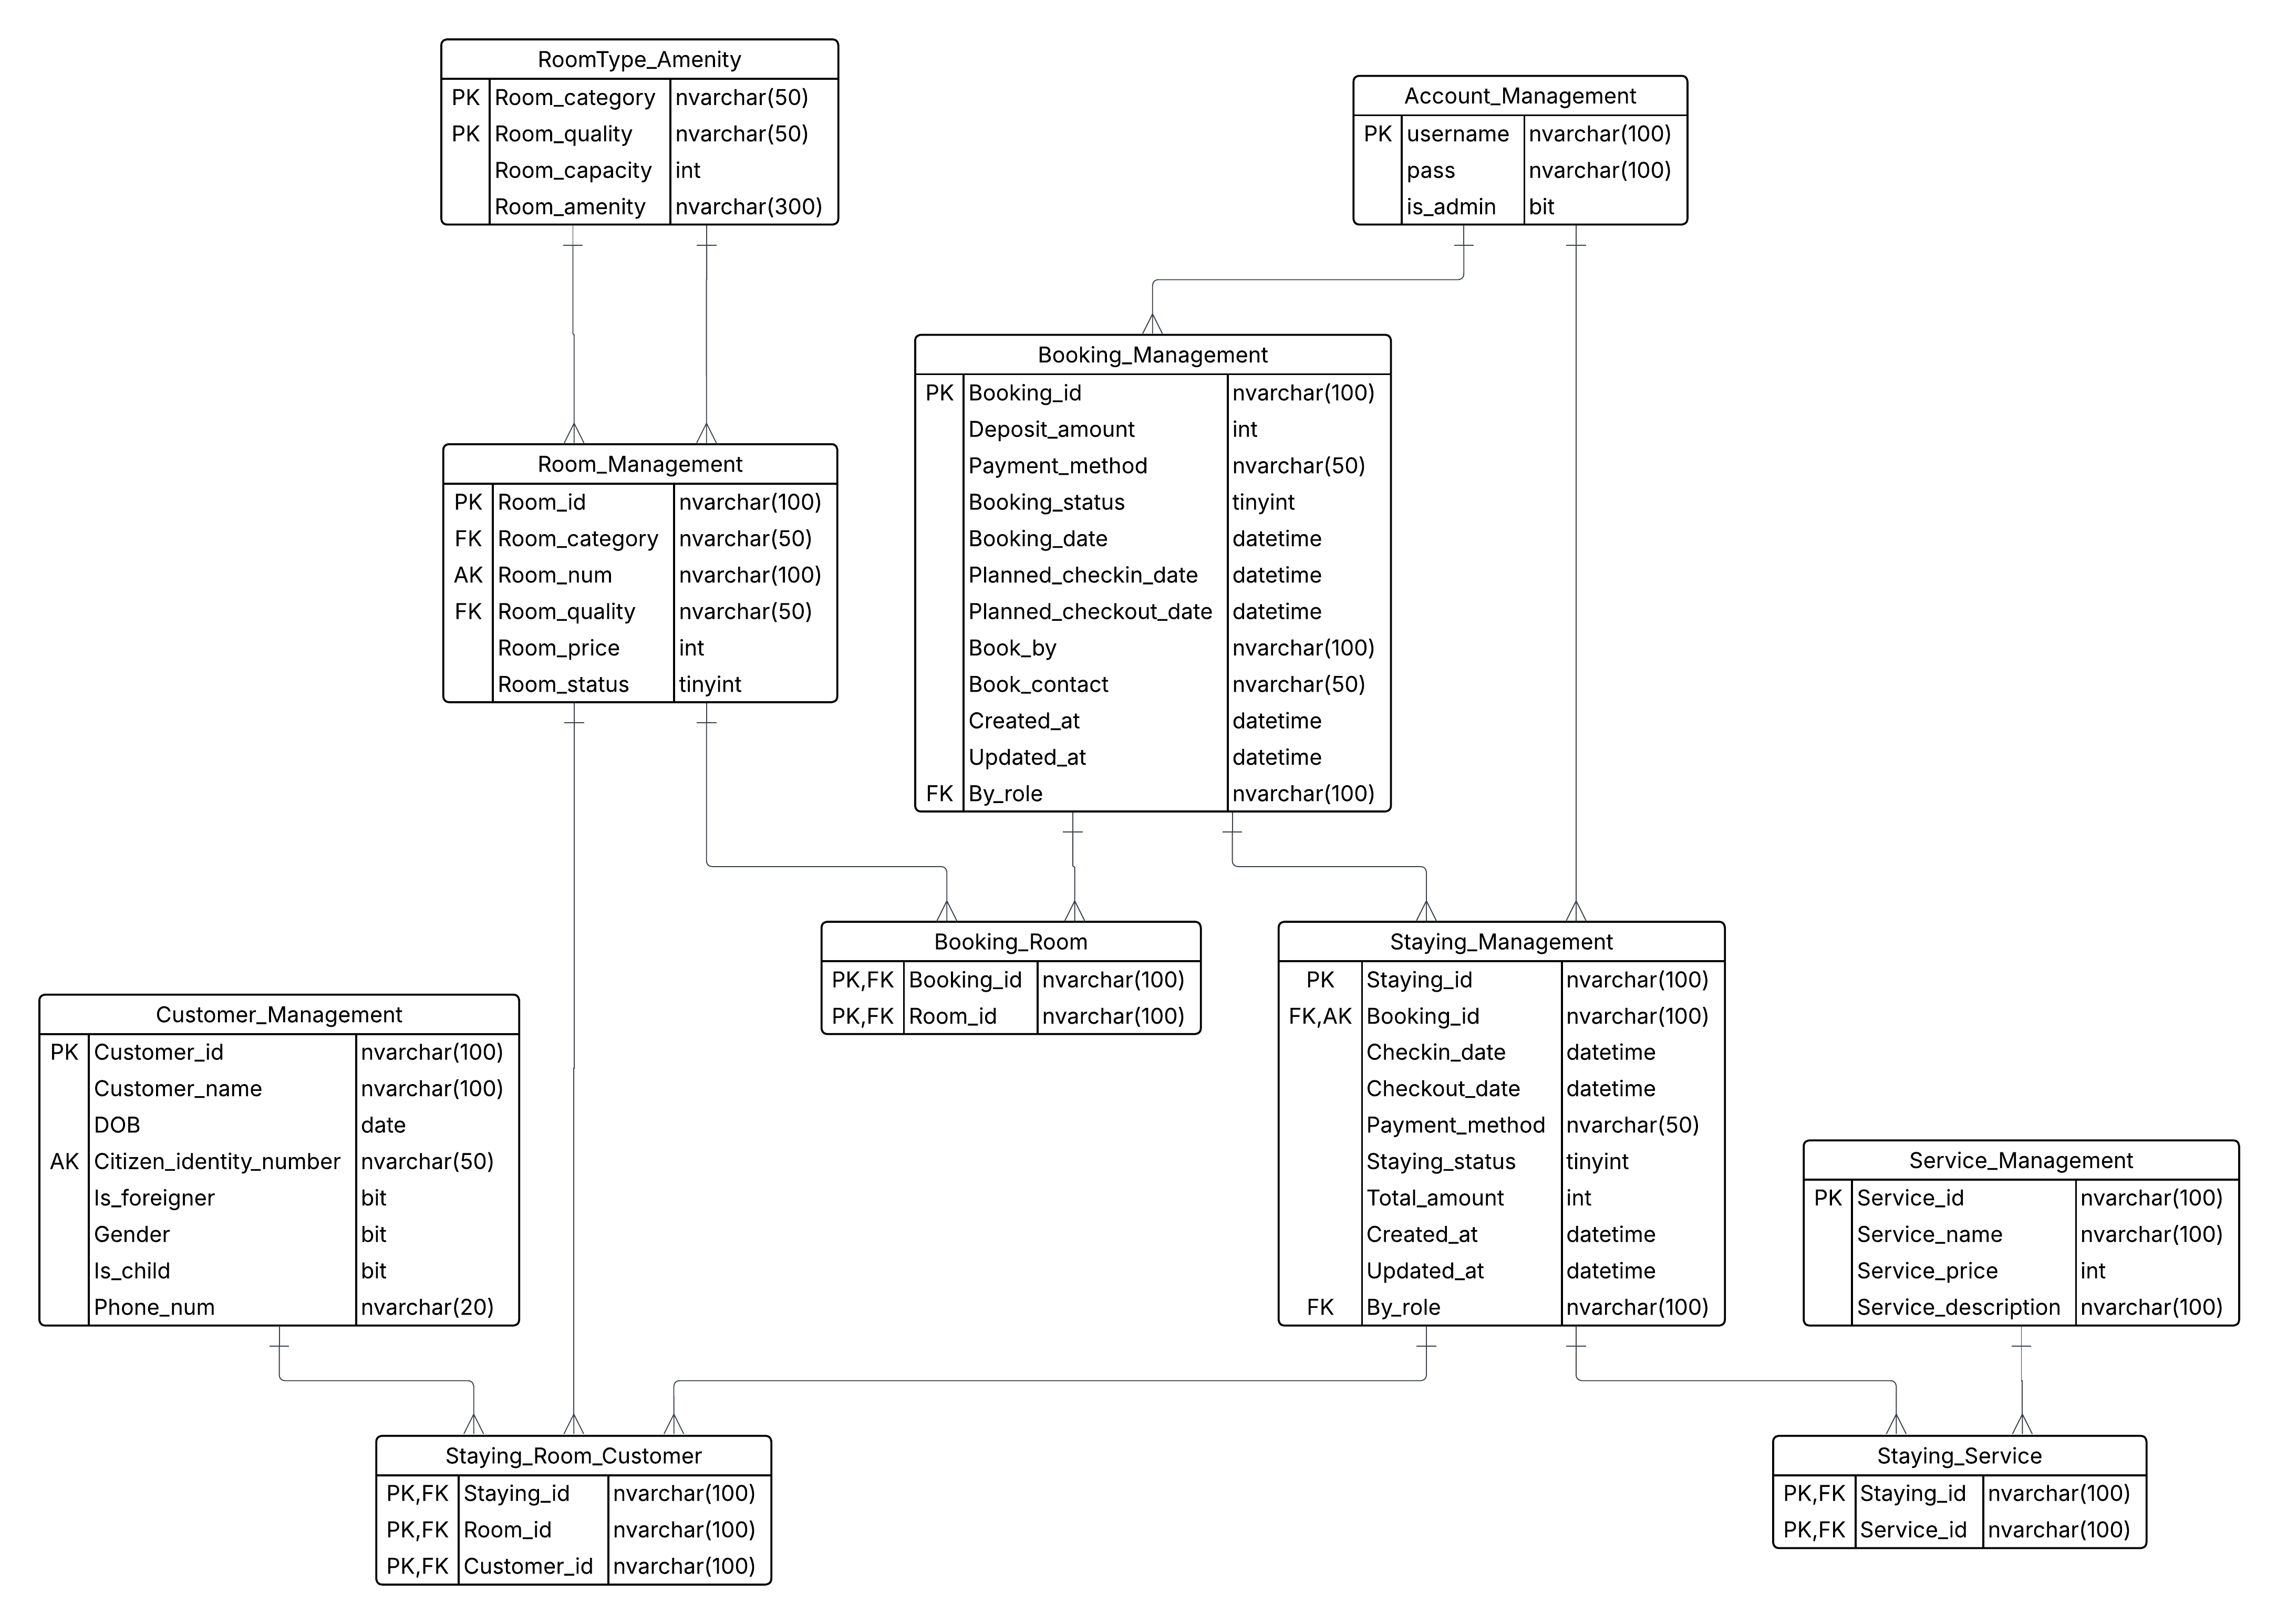 RoomType_Amenity
PK Room_category nvarchar(50)
PK Room_quality nvarchar(50)
Room_capacity int
Room_amenity nvarchar(300)
Account_Management
PK username nvarchar(100)
pass nvarchar(100)
is_admin bit
Booking_Management
PK Booking_id nvarchar(100)
Deposit_amount int
Payment_method nvarchar(50)
Booking_status tinyint
Booking_date datetime
Planned_checkin_date datetime
Planned_checkout_date datetime
Book_by nvarchar(100)
Book_contact nvarchar(50)
Created_at datetime
Updated_at datetime
FK By_role nvarchar(100)
Room_Management
PK Room_id nvarchar(100)
FK Room_category nvarchar(50)
AK Room_num nvarchar(100)
FK Room_quality nvarchar(50)
Room_price int
Room_status tinyint
Booking_Room
PK,FK Booking_id nvarchar(100)
PK,FK Room_id nvarchar(100)
Staying_Management
PK Staying_id nvarchar(100)
FK,AK Booking_id nvarchar(100)
Checkin_date datetime
Checkout_date datetime
Payment_method nvarchar(50)
Staying_status tinyint
Total_amount int
Created_at datetime
Updated_at datetime
FK By_role nvarchar(100)
Customer_Management
PK Customer_id nvarchar(100)
Customer_name nvarchar(100)
DOB date
AK Citizen_identity_number nvarchar(50)
Is_foreigner bit
Gender bit
Is_child bit
Phone_num nvarchar(20)
Service_Management
PK Service_id nvarchar(100)
Service_name nvarchar(100)
Service_price int
Service_description nvarchar(100)
Staying_Room_Customer
PK,FK Staying_id nvarchar(100)
PK,FK Room_id nvarchar(100)
PK,FK Customer_id nvarchar(100)
Staying_Service
PK,FK Staying_id nvarchar(100)
PK,FK Service_id nvarchar(100)